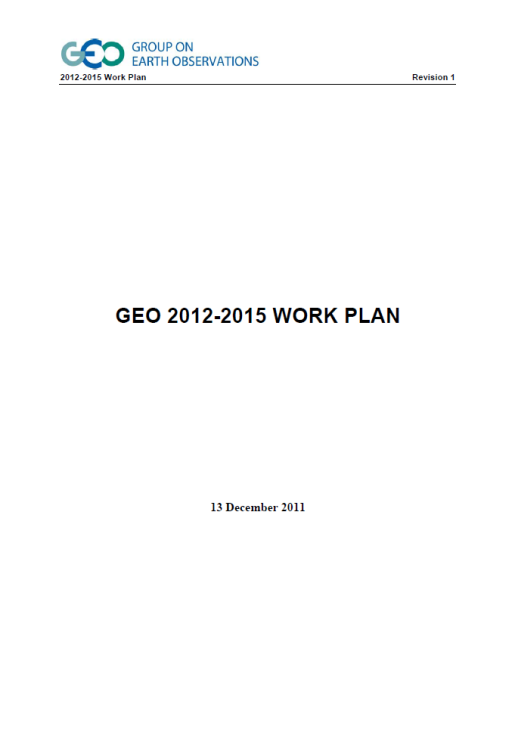 GEO GROUP ON
EARTH OBSERVATIONS
2012-2015 Work Plan Revision 1
GEO 2012-2015 WORK PLAN
13 December 2011